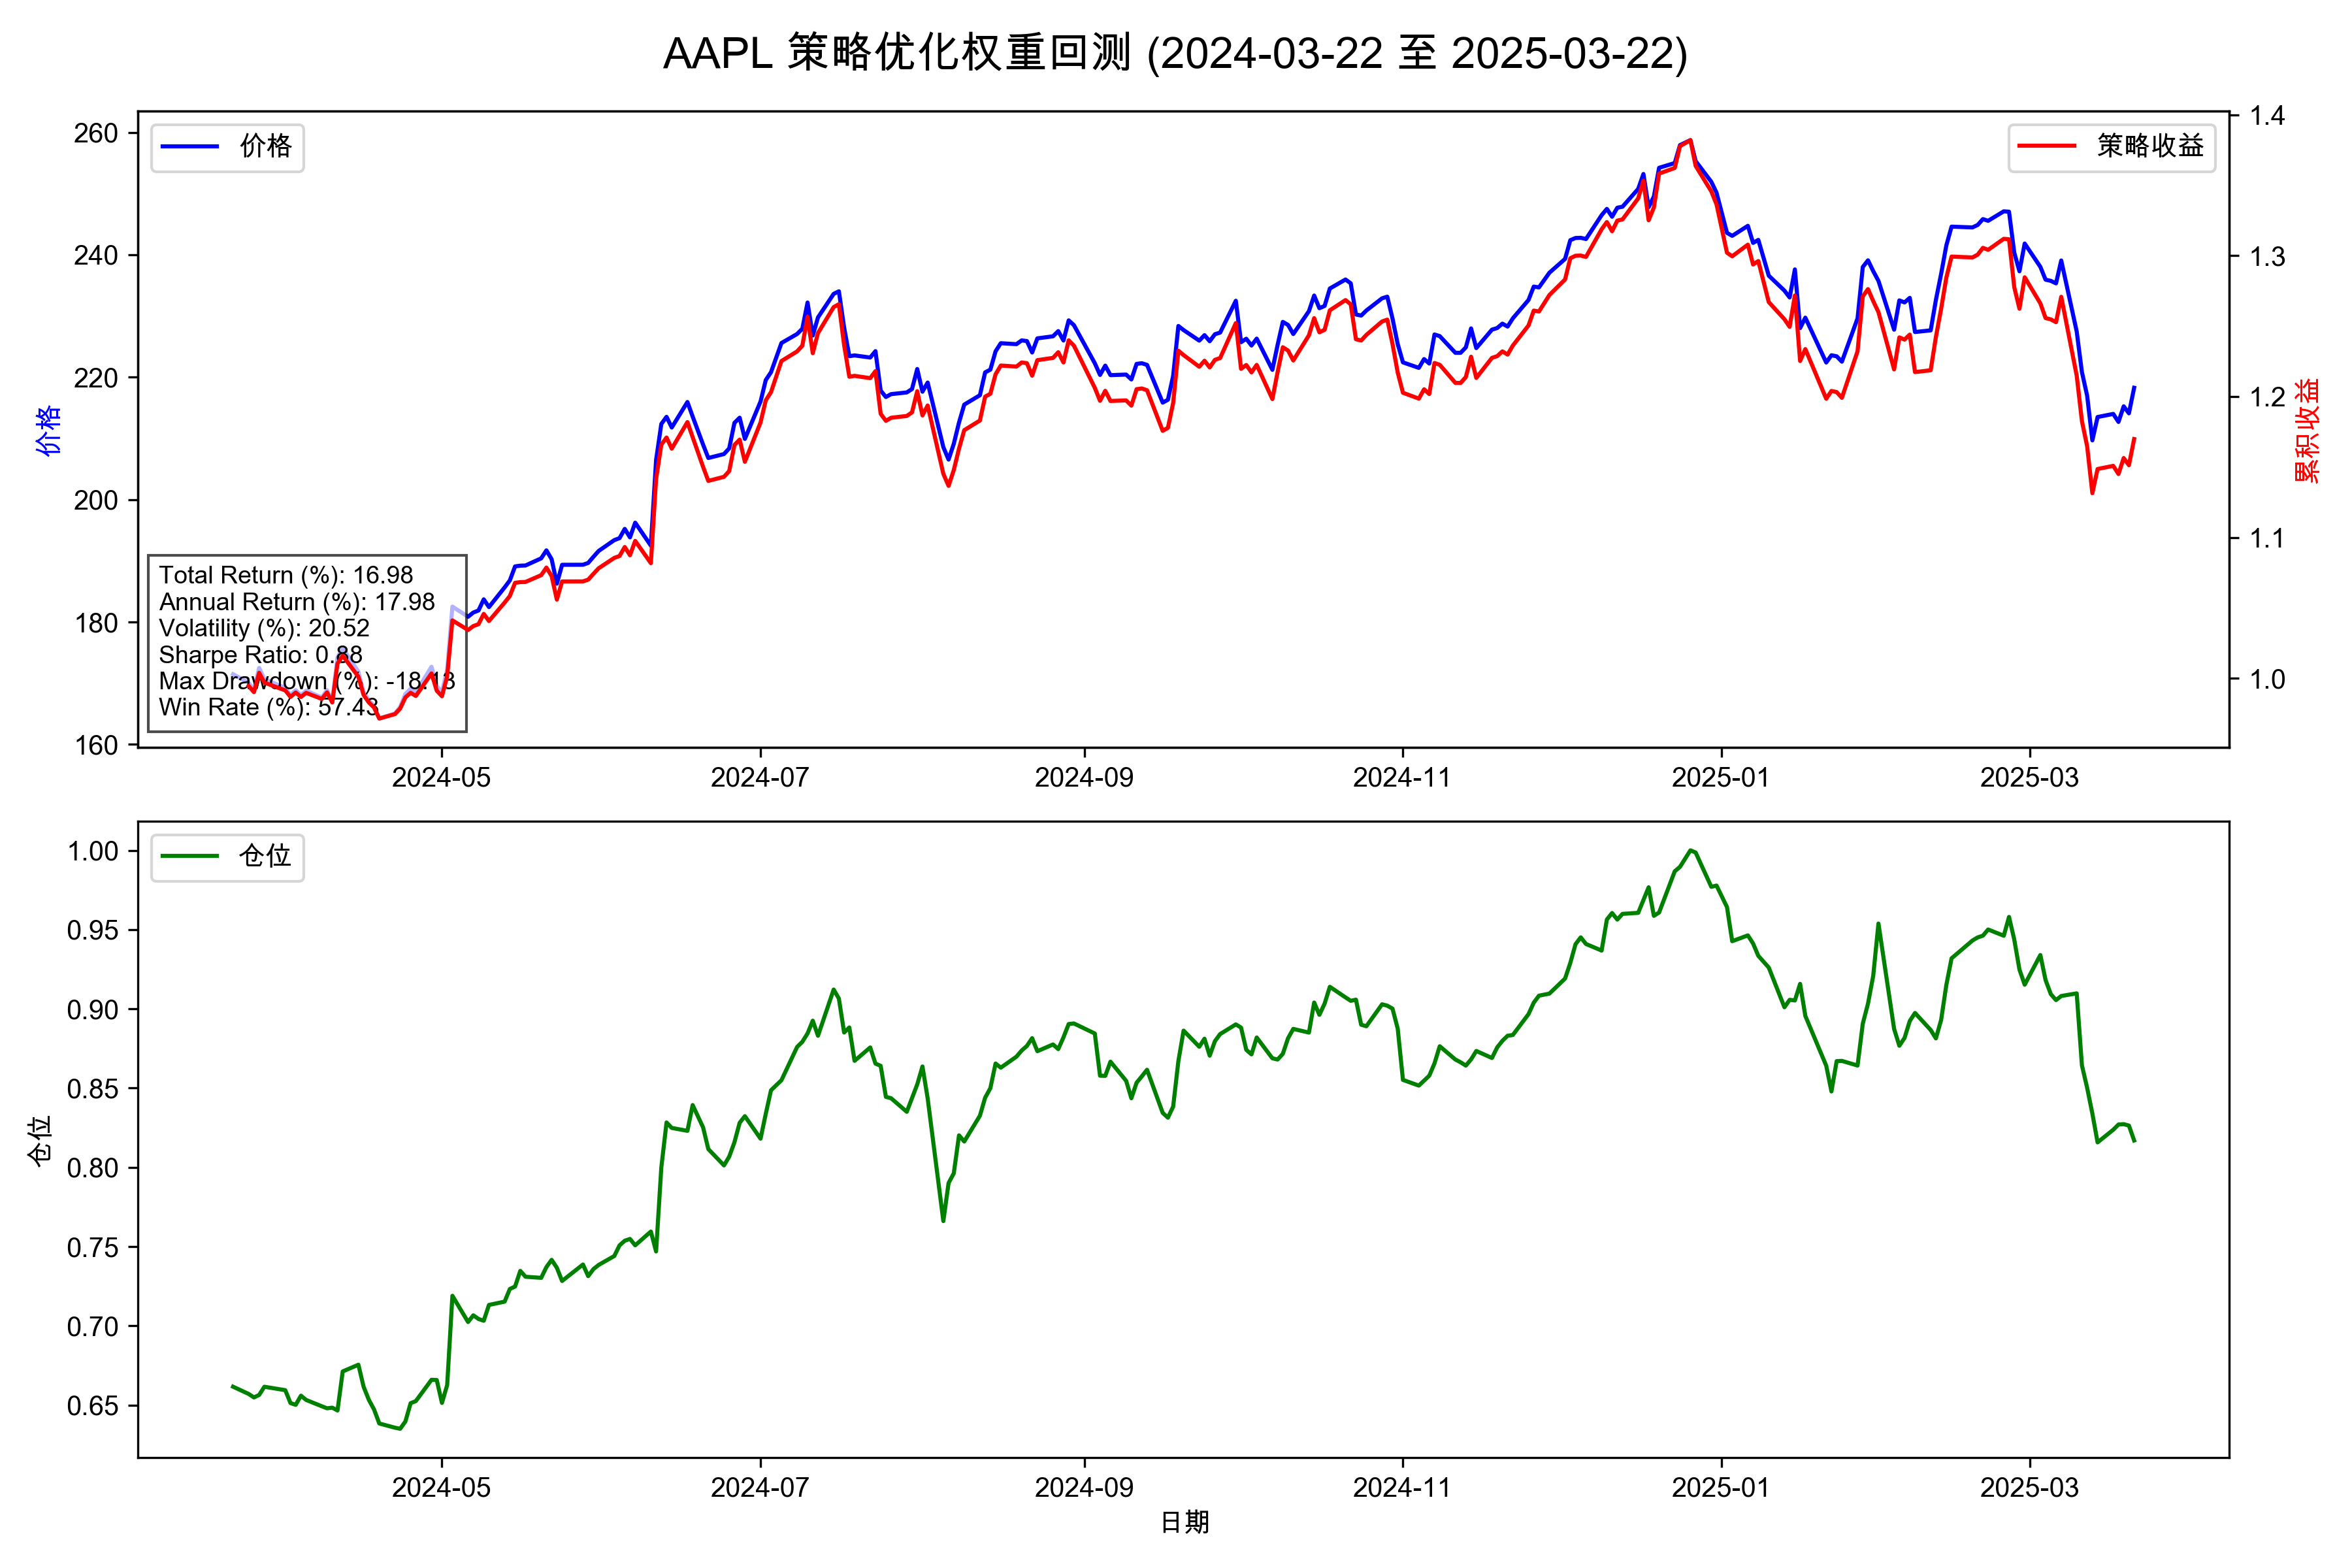 AAPL 策略优化权重回测 (2024-03-22 至 2025-03-22)
价格
策略收益
260
240
220
200
180
160
价格
1.4
1.3
1.2
1.1
1.0
累积收益
Total Return (%): 16.98
Annual Return (%): 17.98
Volatility (%): 20.52
Sharpe Ratio: 0.88
Max Drawdown (%): -18.13
Win Rate (%): 57.43
2024-05 2024-07 2024-09 2024-11 2025-01 2025-03
仓位
1.00
0.95
0.90
0.85
0.80
0.75
0.70
0.65
仓位
2024-05 2024-07 2024-09 2024-11 2025-01 2025-03
日期